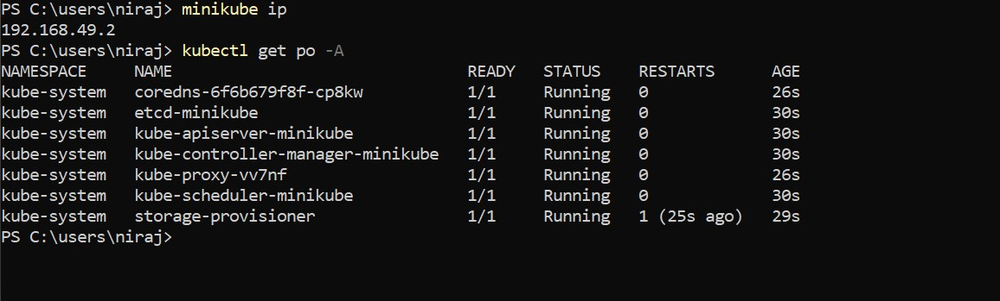 PS C:\users\niraj> minikube ip
192.168.49.2
PS C:\users\niraj> kubectl get po -A
NAMESPACE     NAME                               READY   STATUS    RESTARTS      AGE
kube-system   coredns-6f6b679f8f-cp8kw           1/1     Running   0             26s
kube-system   etcd-minikube                      1/1     Running   0             30s
kube-system   kube-apiserver-minikube            1/1     Running   0             30s
kube-system   kube-controller-manager-minikube   1/1     Running   0             30s
kube-system   kube-proxy-vv7nf                   1/1     Running   0             26s
kube-system   kube-scheduler-minikube            1/1     Running   0             30s
kube-system   storage-provisioner                1/1     Running   1 (25s ago)   29s
PS C:\users\niraj>